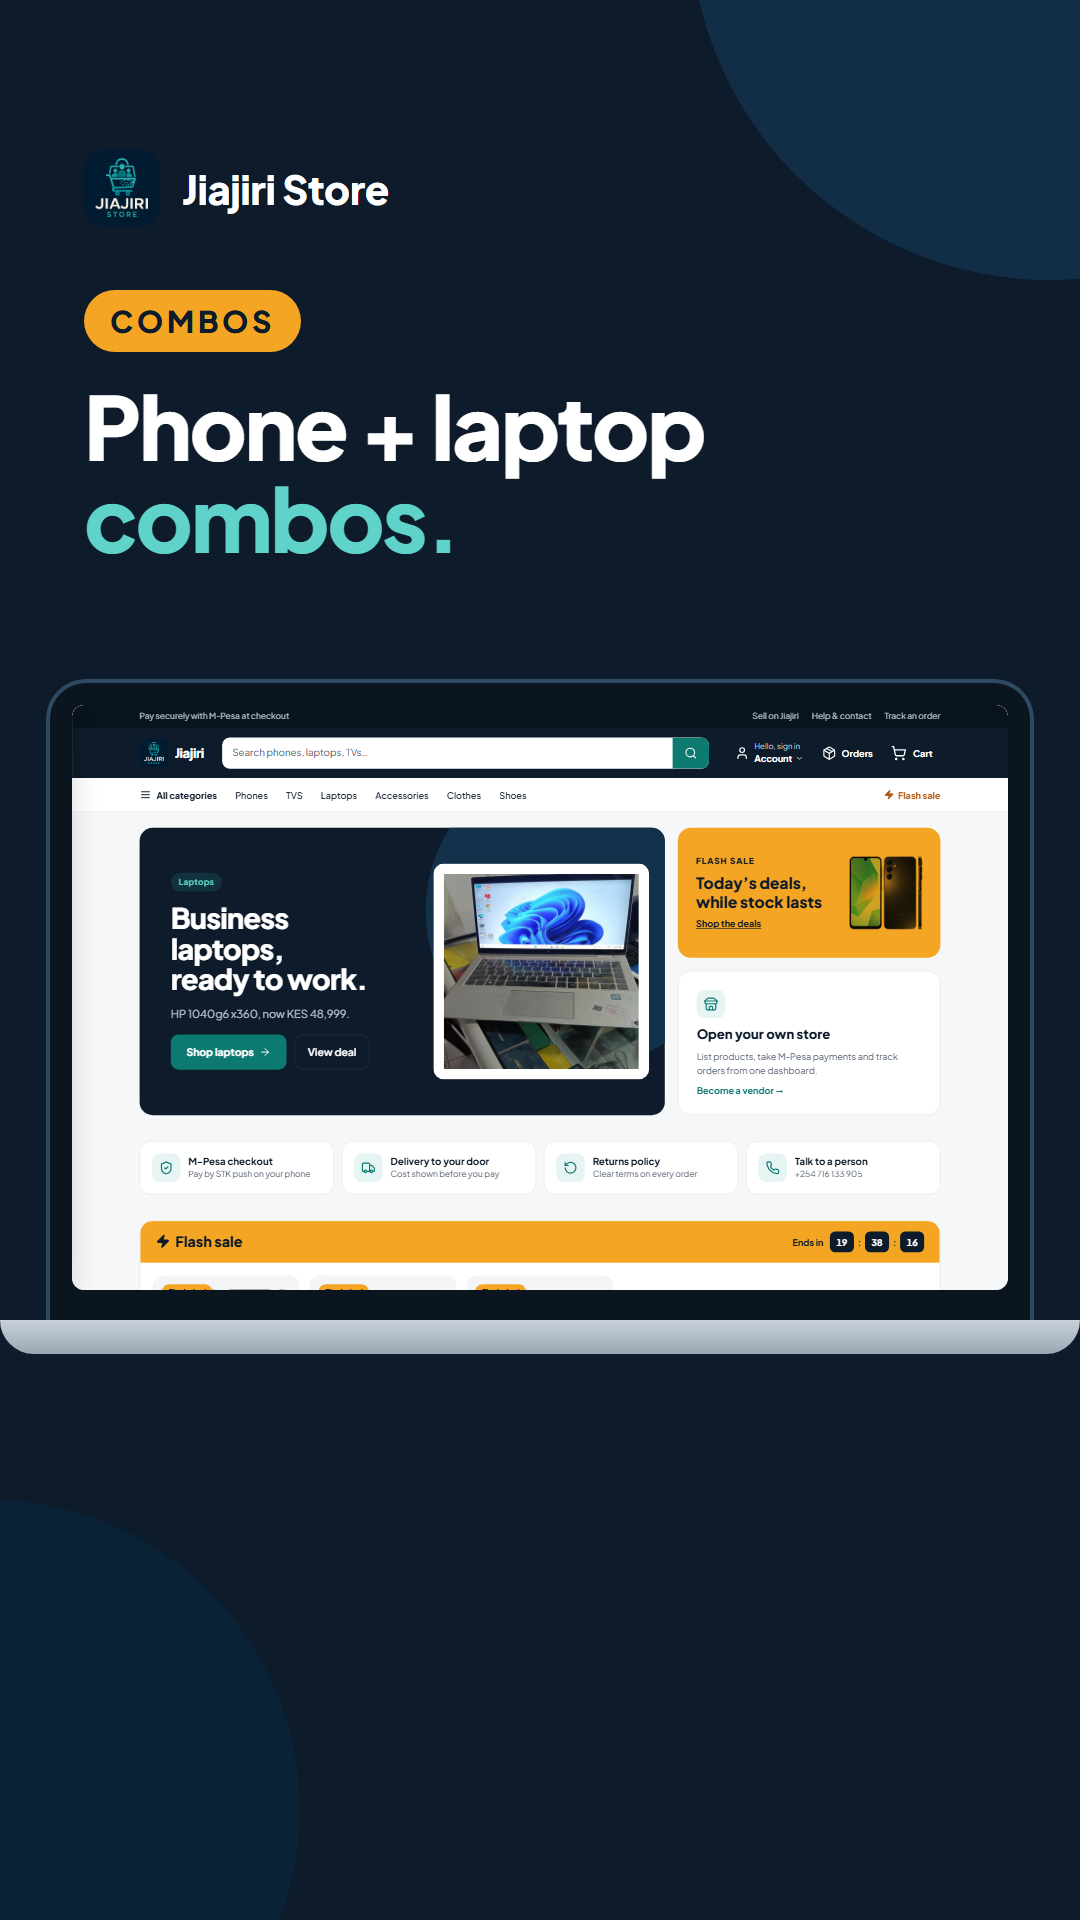 JIAJIRI
STORE
Jiajiri Store
COMBOS
Phone + laptop
combos.
Pay securely with M-Pesa at checkout
Sell on Jiajiri
Help & contact
Track an order
JIAJIRI
Jiajiri
Search phones, laptops, TVs...
Hello, sign in
Account
Orders
Cart
All categories
Phones
TVS
Laptops
Accessories
Clothes
Shoes
Flash sale
Laptops
Business
laptops,
ready to work.
HP 1040g6 x360, now KES 48,999.
Shop laptops →
View deal
FLASH SALE
Today's deals,
while stock lasts
Shop the deals
Open your own store
List products, take M-Pesa payments and track
orders from one dashboard.
Become a vendor →
M-Pesa checkout
Pay by STK push on your phone
Delivery to your door
Cost shown before you pay
Returns policy
Clear terms on every order
Talk to a person
+254 716 133 905
Flash sale
Ends in 19 : 38 : 16